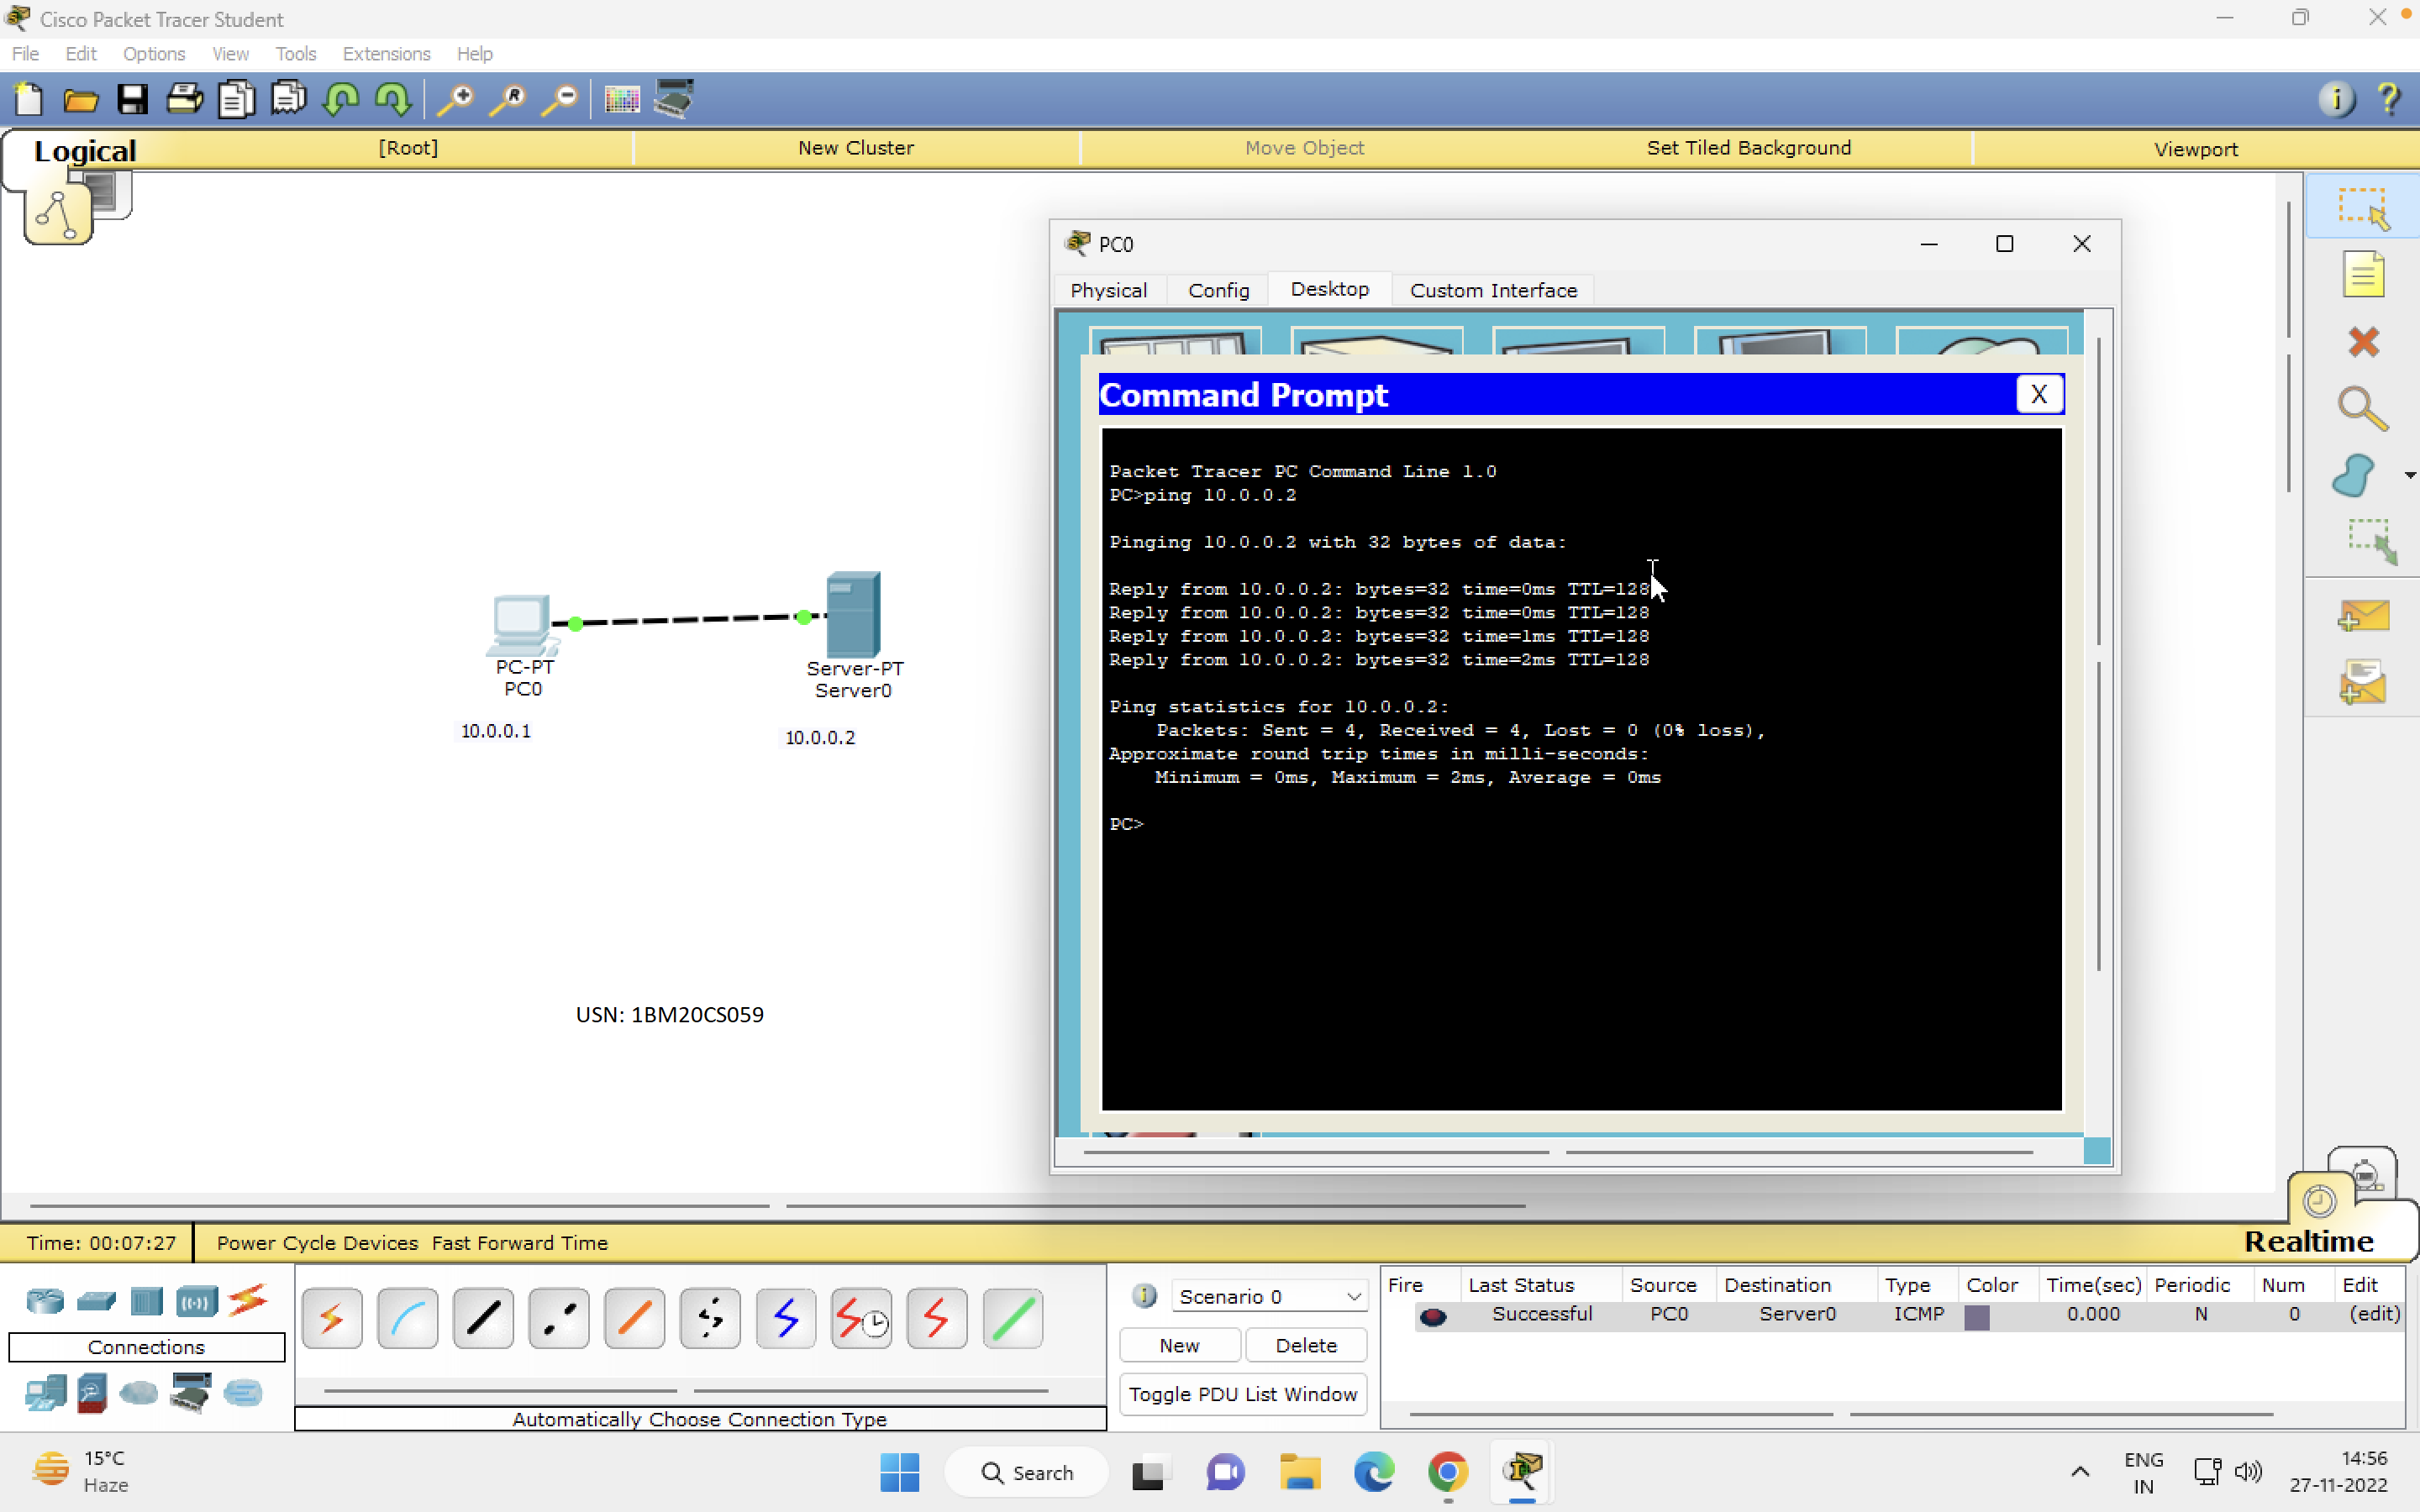 Cisco Packet Tracer Student
File Edit Options View Tools Extensions Help
Logical [Root] New Cluster Move Object Set Tiled Background Viewport
PC0
Physical Config Desktop Custom Interface
Command Prompt X
Packet Tracer PC Command Line 1.0
PC>ping 10.0.0.2
Pinging 10.0.0.2 with 32 bytes of data:
Reply from 10.0.0.2: bytes=32 time=0ms TTL=128
Reply from 10.0.0.2: bytes=32 time=0ms TTL=128
Reply from 10.0.0.2: bytes=32 time=1ms TTL=128
Reply from 10.0.0.2: bytes=32 time=2ms TTL=128
Ping statistics for 10.0.0.2:
Packets: Sent = 4, Received = 4, Lost = 0 (0% loss),
Approximate round trip times in milli-seconds:
Minimum = 0ms, Maximum = 2ms, Average = 0ms
PC>
PC-PT
PC0
10.0.0.1
Server-PT
Server0
10.0.0.2
USN: 1BM20CS059
Time: 00:07:27 Power Cycle Devices Fast Forward Time Realtime
Connections
Automatically Choose Connection Type
Scenario 0
New Delete
Toggle PDU List Window
Fire Last Status Source Destination Type Color Time(sec) Periodic Num Edit
Successful PC0 Server0 ICMP 0.000 N 0 (edit)
15°C
Haze
Search
ENG
IN
14:56
27-11-2022